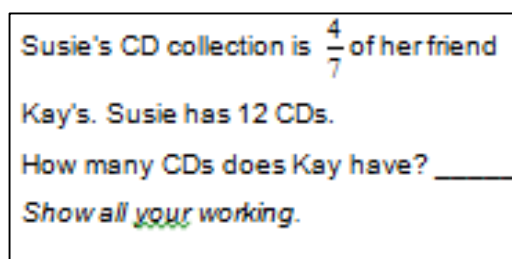 Susie's CD collection is 4/7 of her friend
Kay's. Susie has 12 CDs.
How many CDs does Kay have? _____
Show all your working.